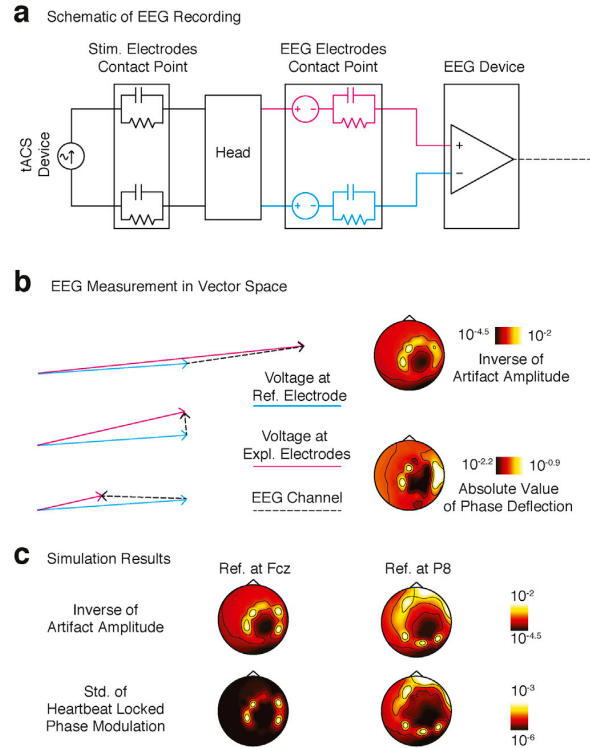 a Schematic of EEG Recording
Stim. Electrodes
Contact Point
EEG Electrodes
Contact Point
EEG Device
tACS
Device
Head
+ −
+ −
+
−
b EEG Measurement in Vector Space
Voltage at
Ref. Electrode
Voltage at
Expl. Electrodes
EEG Channel
10^-4.5 10^-2
Inverse of
Artifact Amplitude
10^-2.2 10^-0.9
Absolute Value
of Phase Deflection
c Simulation Results
Ref. at Fcz Ref. at P8
Inverse of
Artifact Amplitude
10^-2
10^-4.5
Std. of
Heartbeat Locked
Phase Modulation
10^-3
10^-6